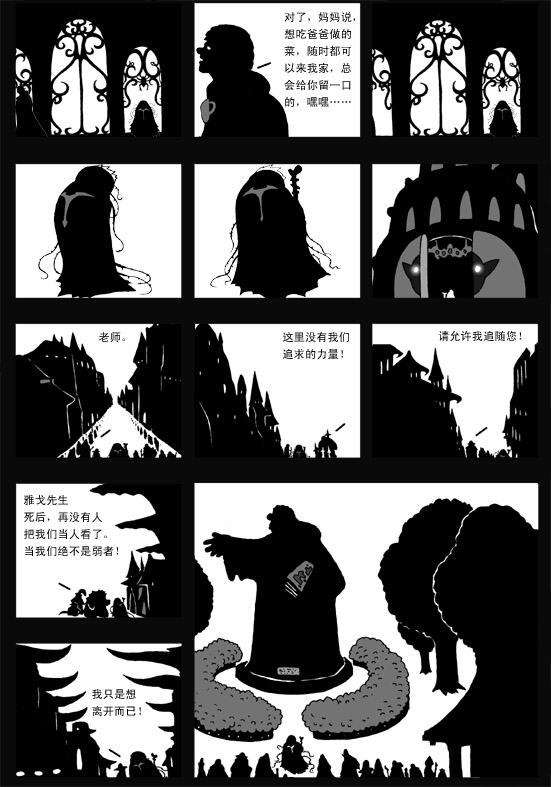 对了，妈妈说，
想吃爸爸做的
菜，随时都可
以来我家，总
会给你留一口
的，嘿嘿……
老师。
这里没有我们
追求的力量！
请允许我追随您！
雅戈先生
死后，再没有人
把我们当人看了。
当我们绝不是弱者！
我只是想
离开而已！